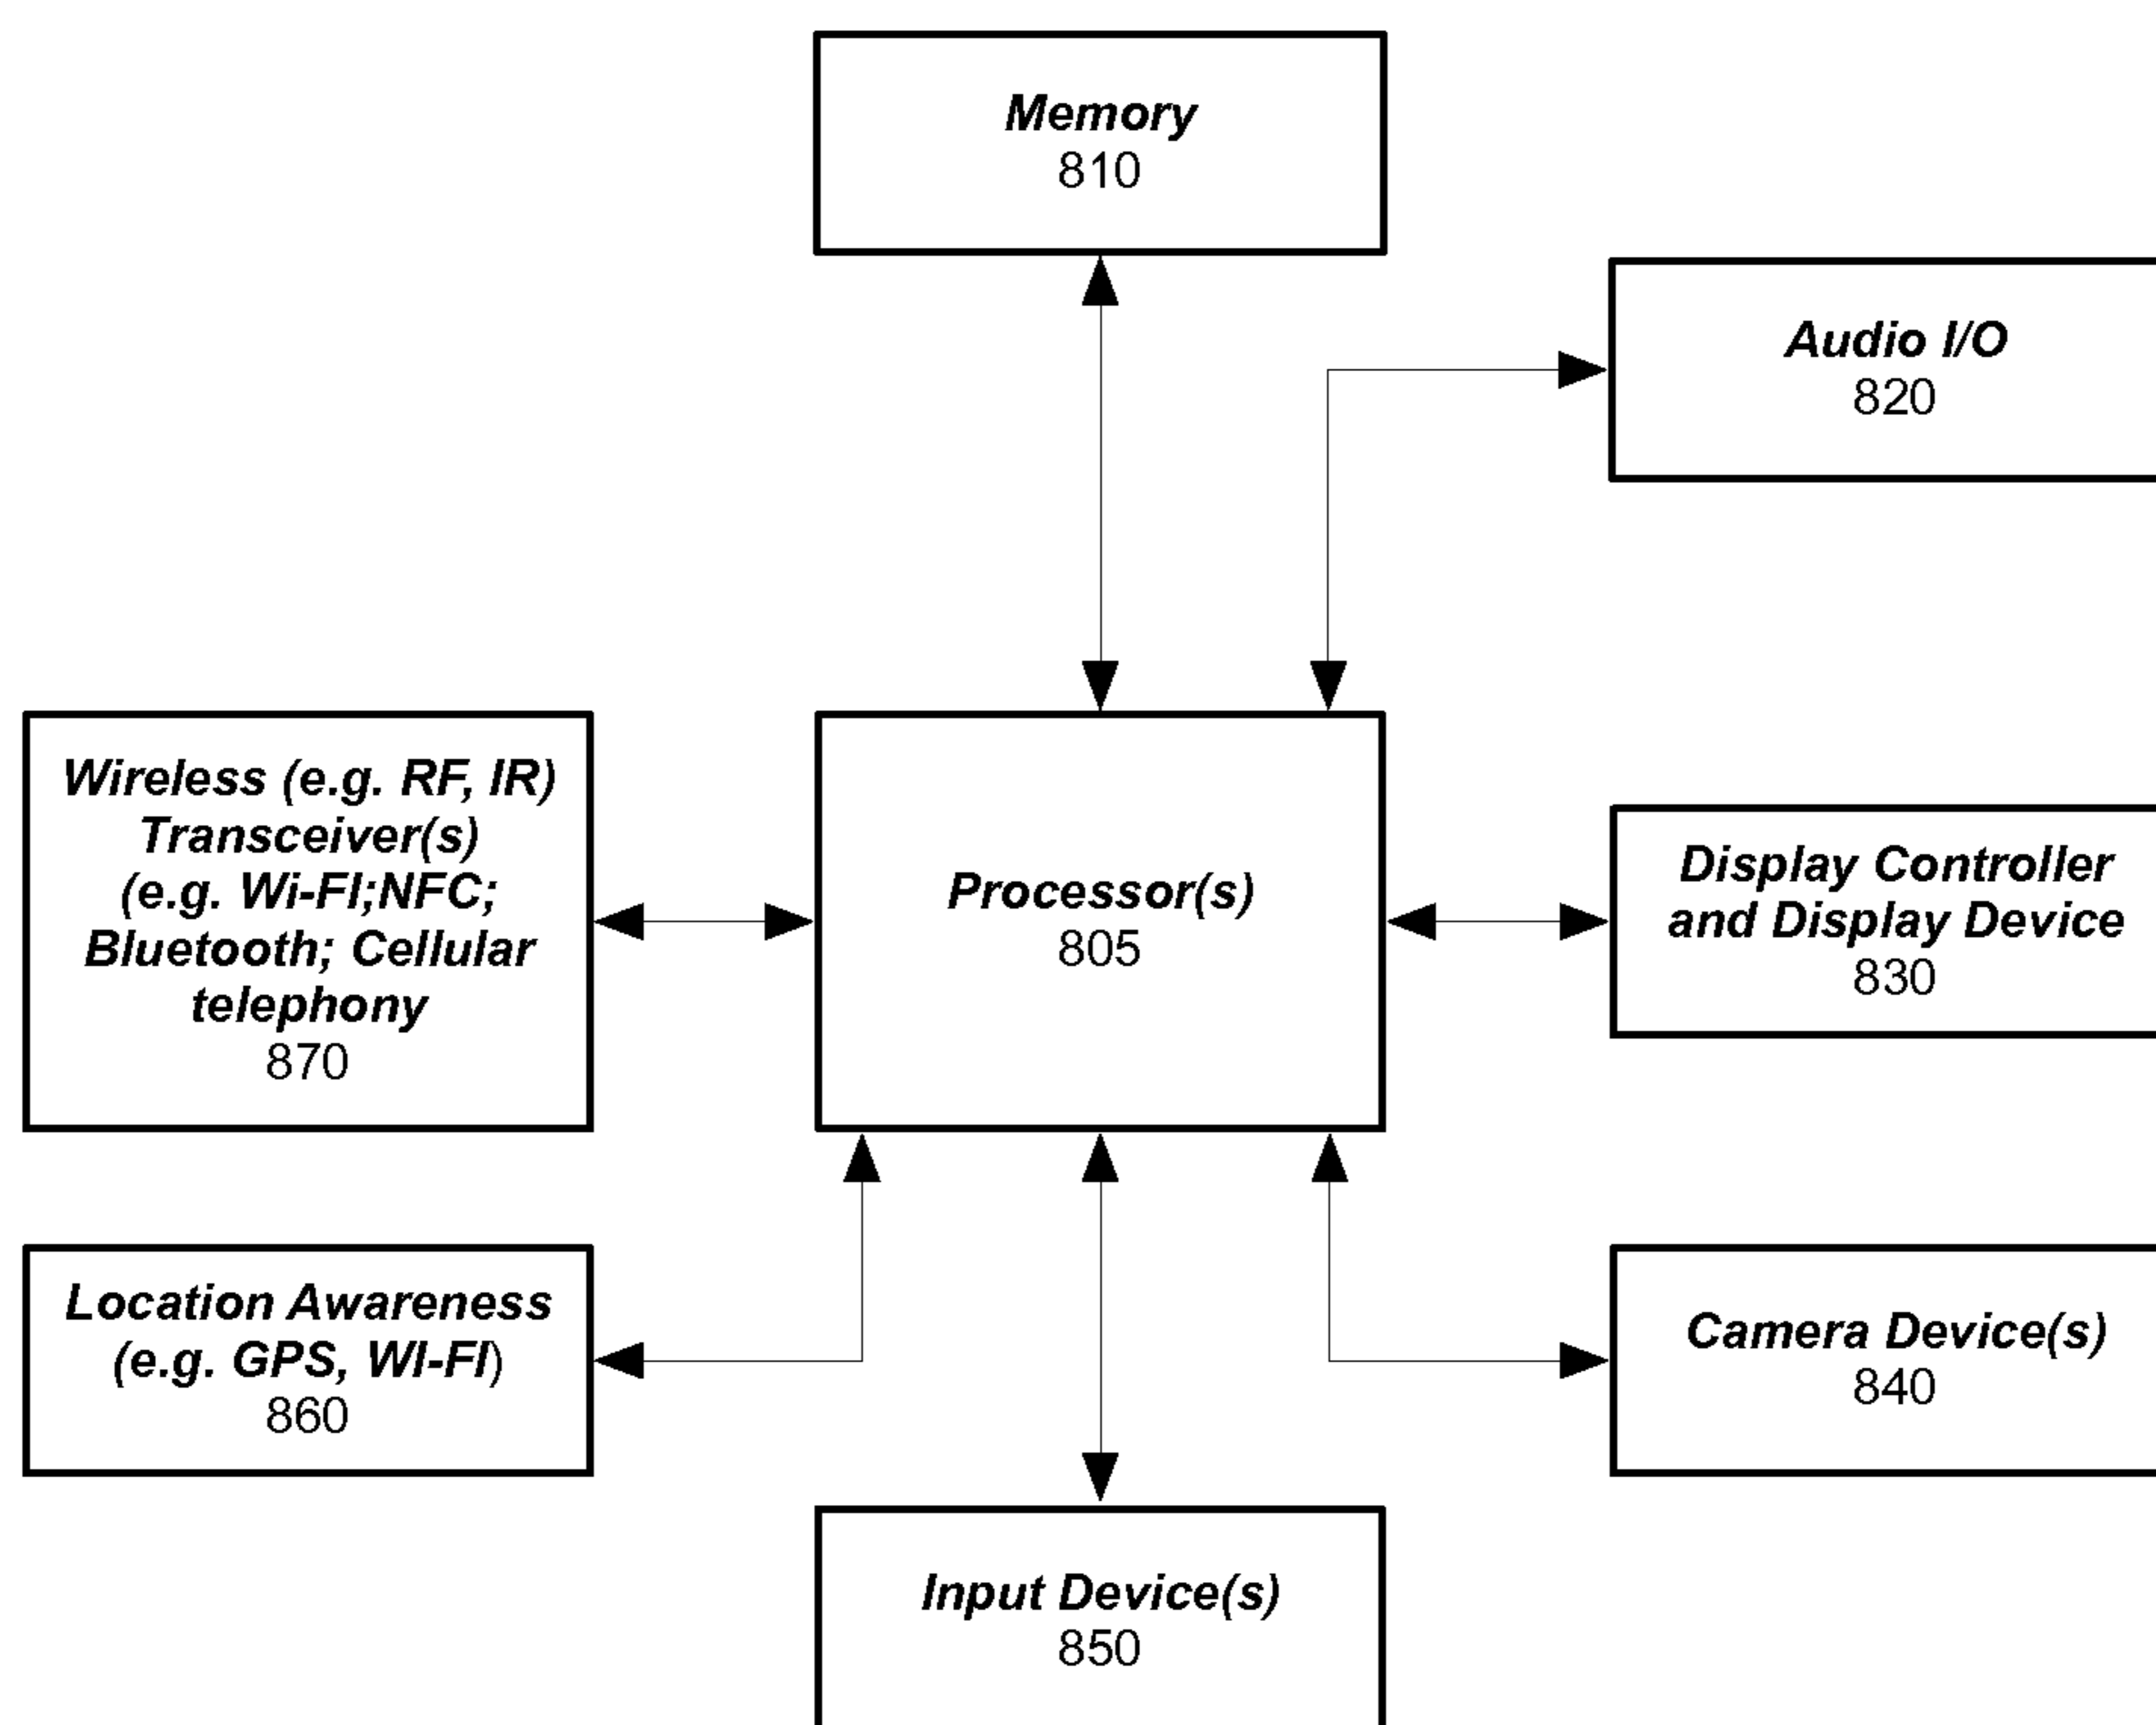 Memory
810
Audio I/O
820
Wireless (e.g. RF, IR)
Transceiver(s)
(e.g. Wi-FI;NFC;
Bluetooth; Cellular
telephony
870
Processor(s)
805
Display Controller
and Display Device
830
Location Awareness
(e.g. GPS, WI-FI)
860
Camera Device(s)
840
Input Device(s)
850